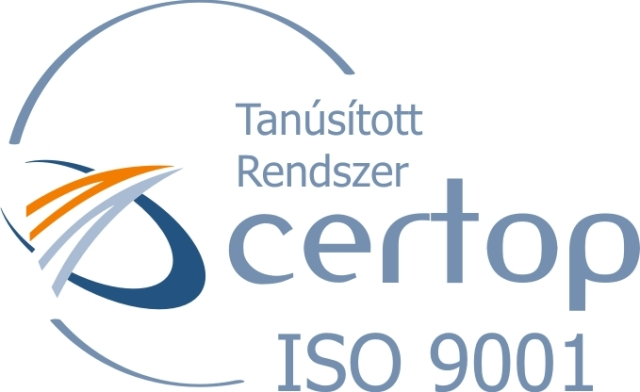 Tanúsított
Rendszer
certop
ISO 9001